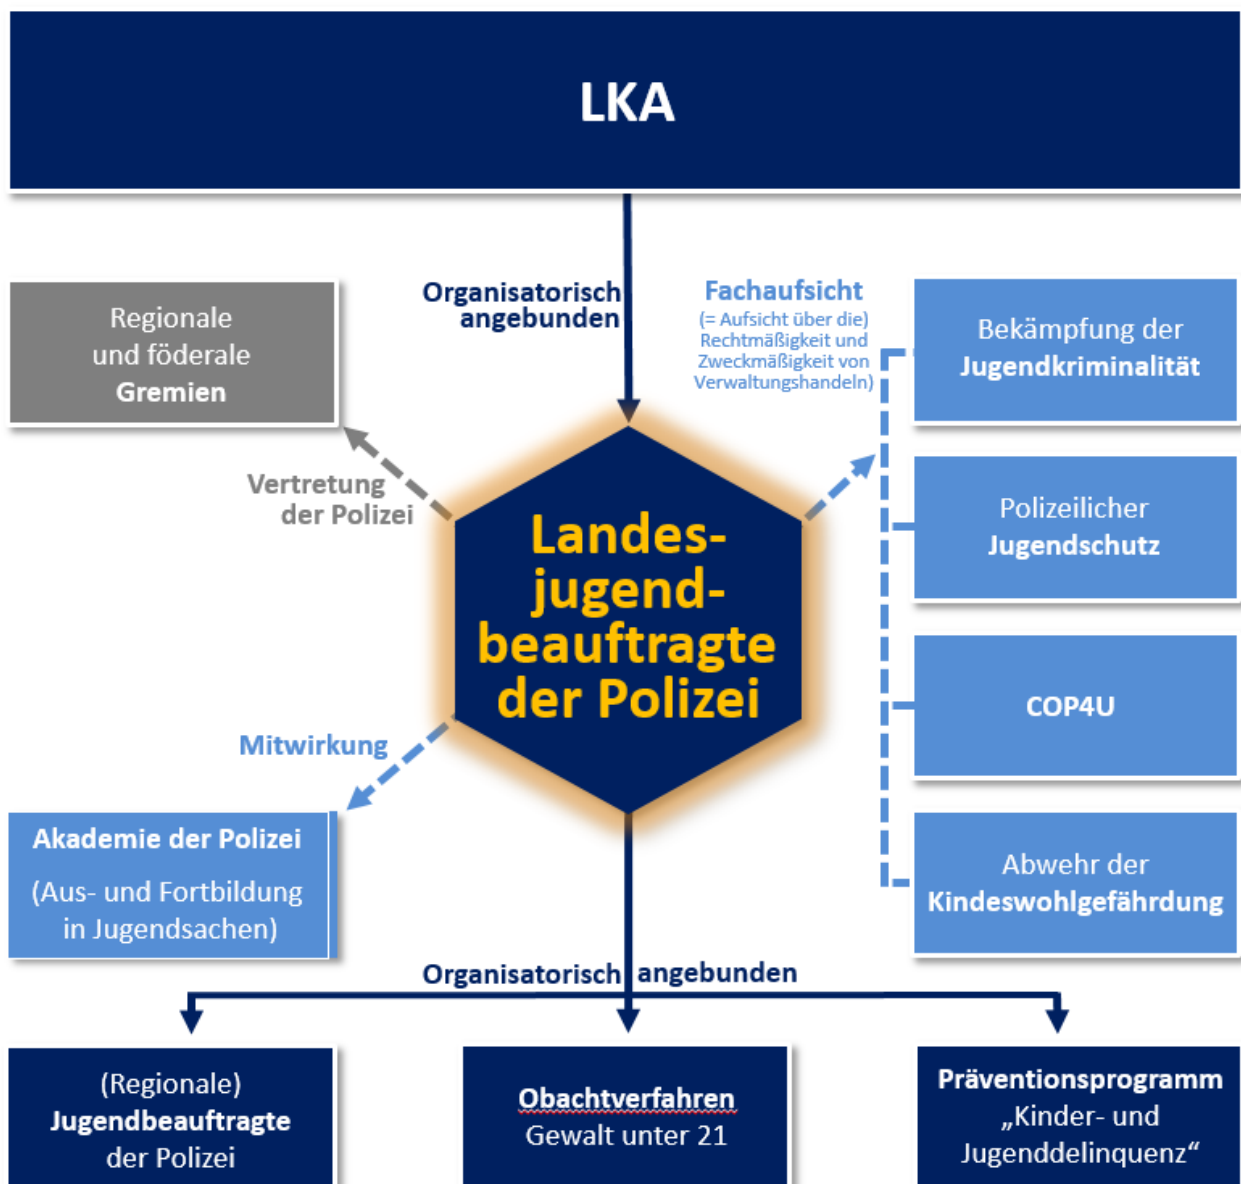 LKA
Organisatorisch
angebunden
Regionale
und föderale
Gremien
Vertretung
der Polizei
Fachaufsicht
(= Aufsicht über die)
Rechtmäßigkeit und
Zweckmäßigkeit von
Verwaltungshandeln)
Bekämpfung der
Jugendkriminalität
Polizeilicher
Jugendschutz
COP4U
Abwehr der
Kindeswohlgefährdung
Landes-
jugend-
beauftragte
der Polizei
Mitwirkung
Akademie der Polizei
(Aus- und Fortbildung
in Jugendsachen)
Organisatorisch angebunden
(Regionale)
Jugendbeauftragte
der Polizei
Obachtverfahren
Gewalt unter 21
Präventionsprogramm
„Kinder- und
Jugenddelinquenz“